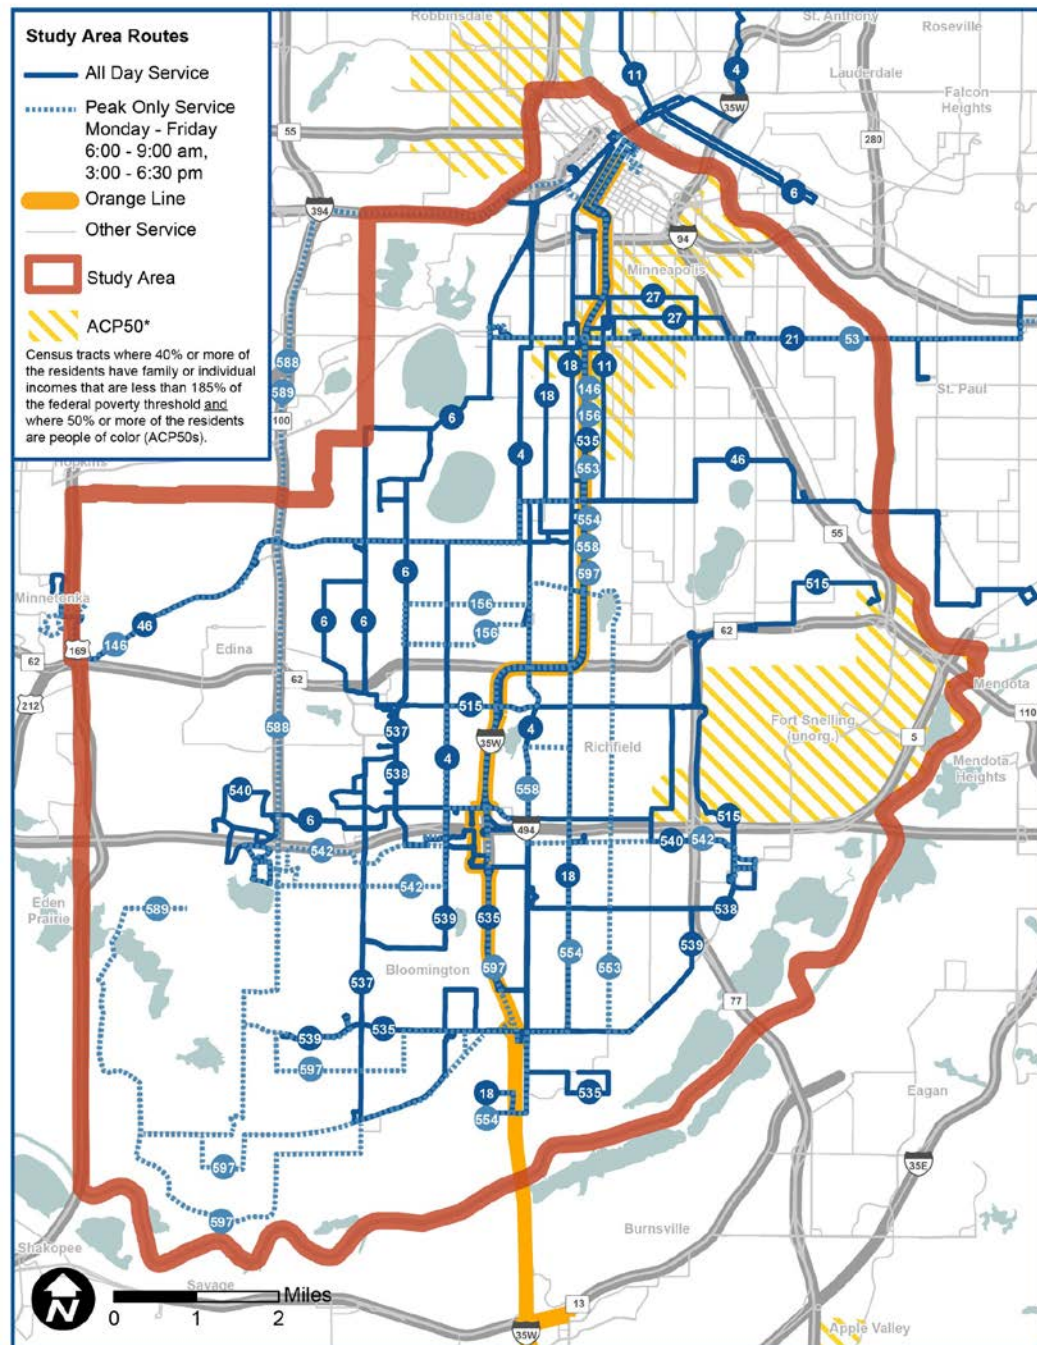 Study Area Routes
All Day Service
Peak Only Service
Monday - Friday
6:00 - 9:00 am,
3:00 - 6:30 pm
Orange Line
Other Service
Study Area
ACP50*
Census tracts where 40% or more of
the residents have family or individual
incomes that are less than 185% of
the federal poverty threshold and
where 50% or more of the residents
are people of color (ACP50s).
Robbinsdale
St. Anthony
Roseville
11
4
35W
Lauderdale
Falcon
Heights
55
280
6
394
94
Minneapolis
27
27
21
53
588
18
11
589
18
146
St. Paul
100
6
156
535
4
553
46
Hopkins
554
55
558
6
597
515
Minnetonka
156
6
6
156
62
146
46
169
Edina
62
62
212
Mendota
515
110
588
537
4
35W
Richfield
Fort Snelling
(unorg.)
5
4
Mendota
Heights
538
540
558
6
515
494
542
540
542
18
542
Eden
Prairie
589
539
535
538
539
554
597
553
Bloomington
537
77
539
535
597
18
535
554
Eagan
597
35E
597
Burnsville
Shakopee
Savage
N
Miles
0
1
2
13
35W
Apple Valley